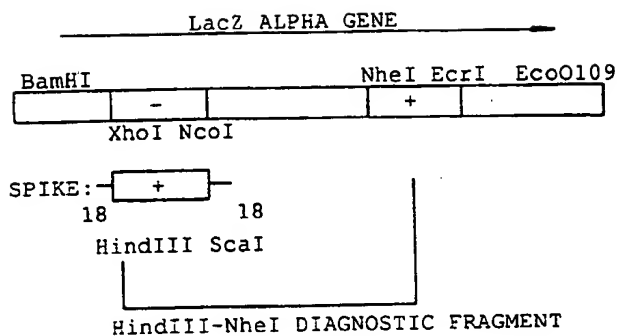 LacZ ALPHA GENE
BamHI NheI EcrI EcoO109
- +
XhoI NcoI
SPIKE: +
18 18
HindIII ScaI
HindIII-NheI DIAGNOSTIC FRAGMENT